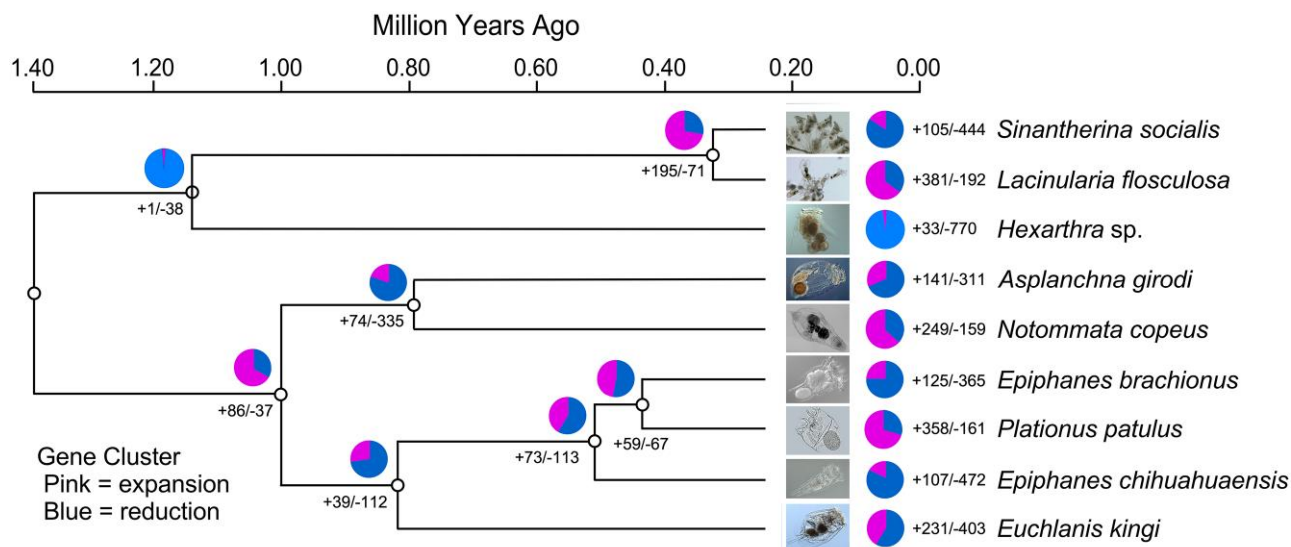 Million Years Ago
1.40 1.20 1.00 0.80 0.60 0.40 0.20 0.00
+105/-444 Sinantherina socialis
+195/-71
+381/-192 Lacinularia flosculosa
+1/-38
+33/-770 Hexarthra sp.
+141/-311 Asplanchna girodi
+74/-335
+249/-159 Notommata copeus
+125/-365 Epiphanes brachionus
+86/-37
+358/-161 Plationus patulus
+59/-67
+73/-113
Gene Cluster
Pink = expansion
+107/-472 Epiphanes chihuahuaensis
+39/-112
Blue = reduction
+231/-403 Euchlanis kingi